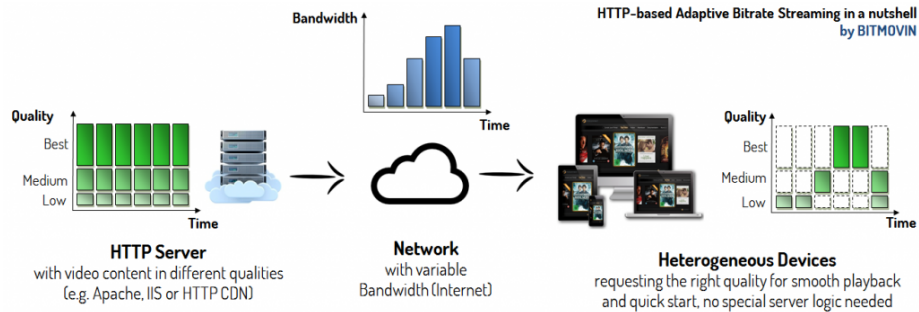 HTTP-based Adaptive Bitrate Streaming in a nutshell
by BITMOVIN
Bandwidth
Time
Quality
Best
Medium
Low
Time
HTTP Server
with video content in different qualities
(e.g. Apache, IIS or HTTP CDN)
Network
with variable
Bandwidth (Internet)
Quality
Best
Medium
Low
Time
Heterogeneous Devices
requesting the right quality for smooth playback
and quick start, no special server logic needed